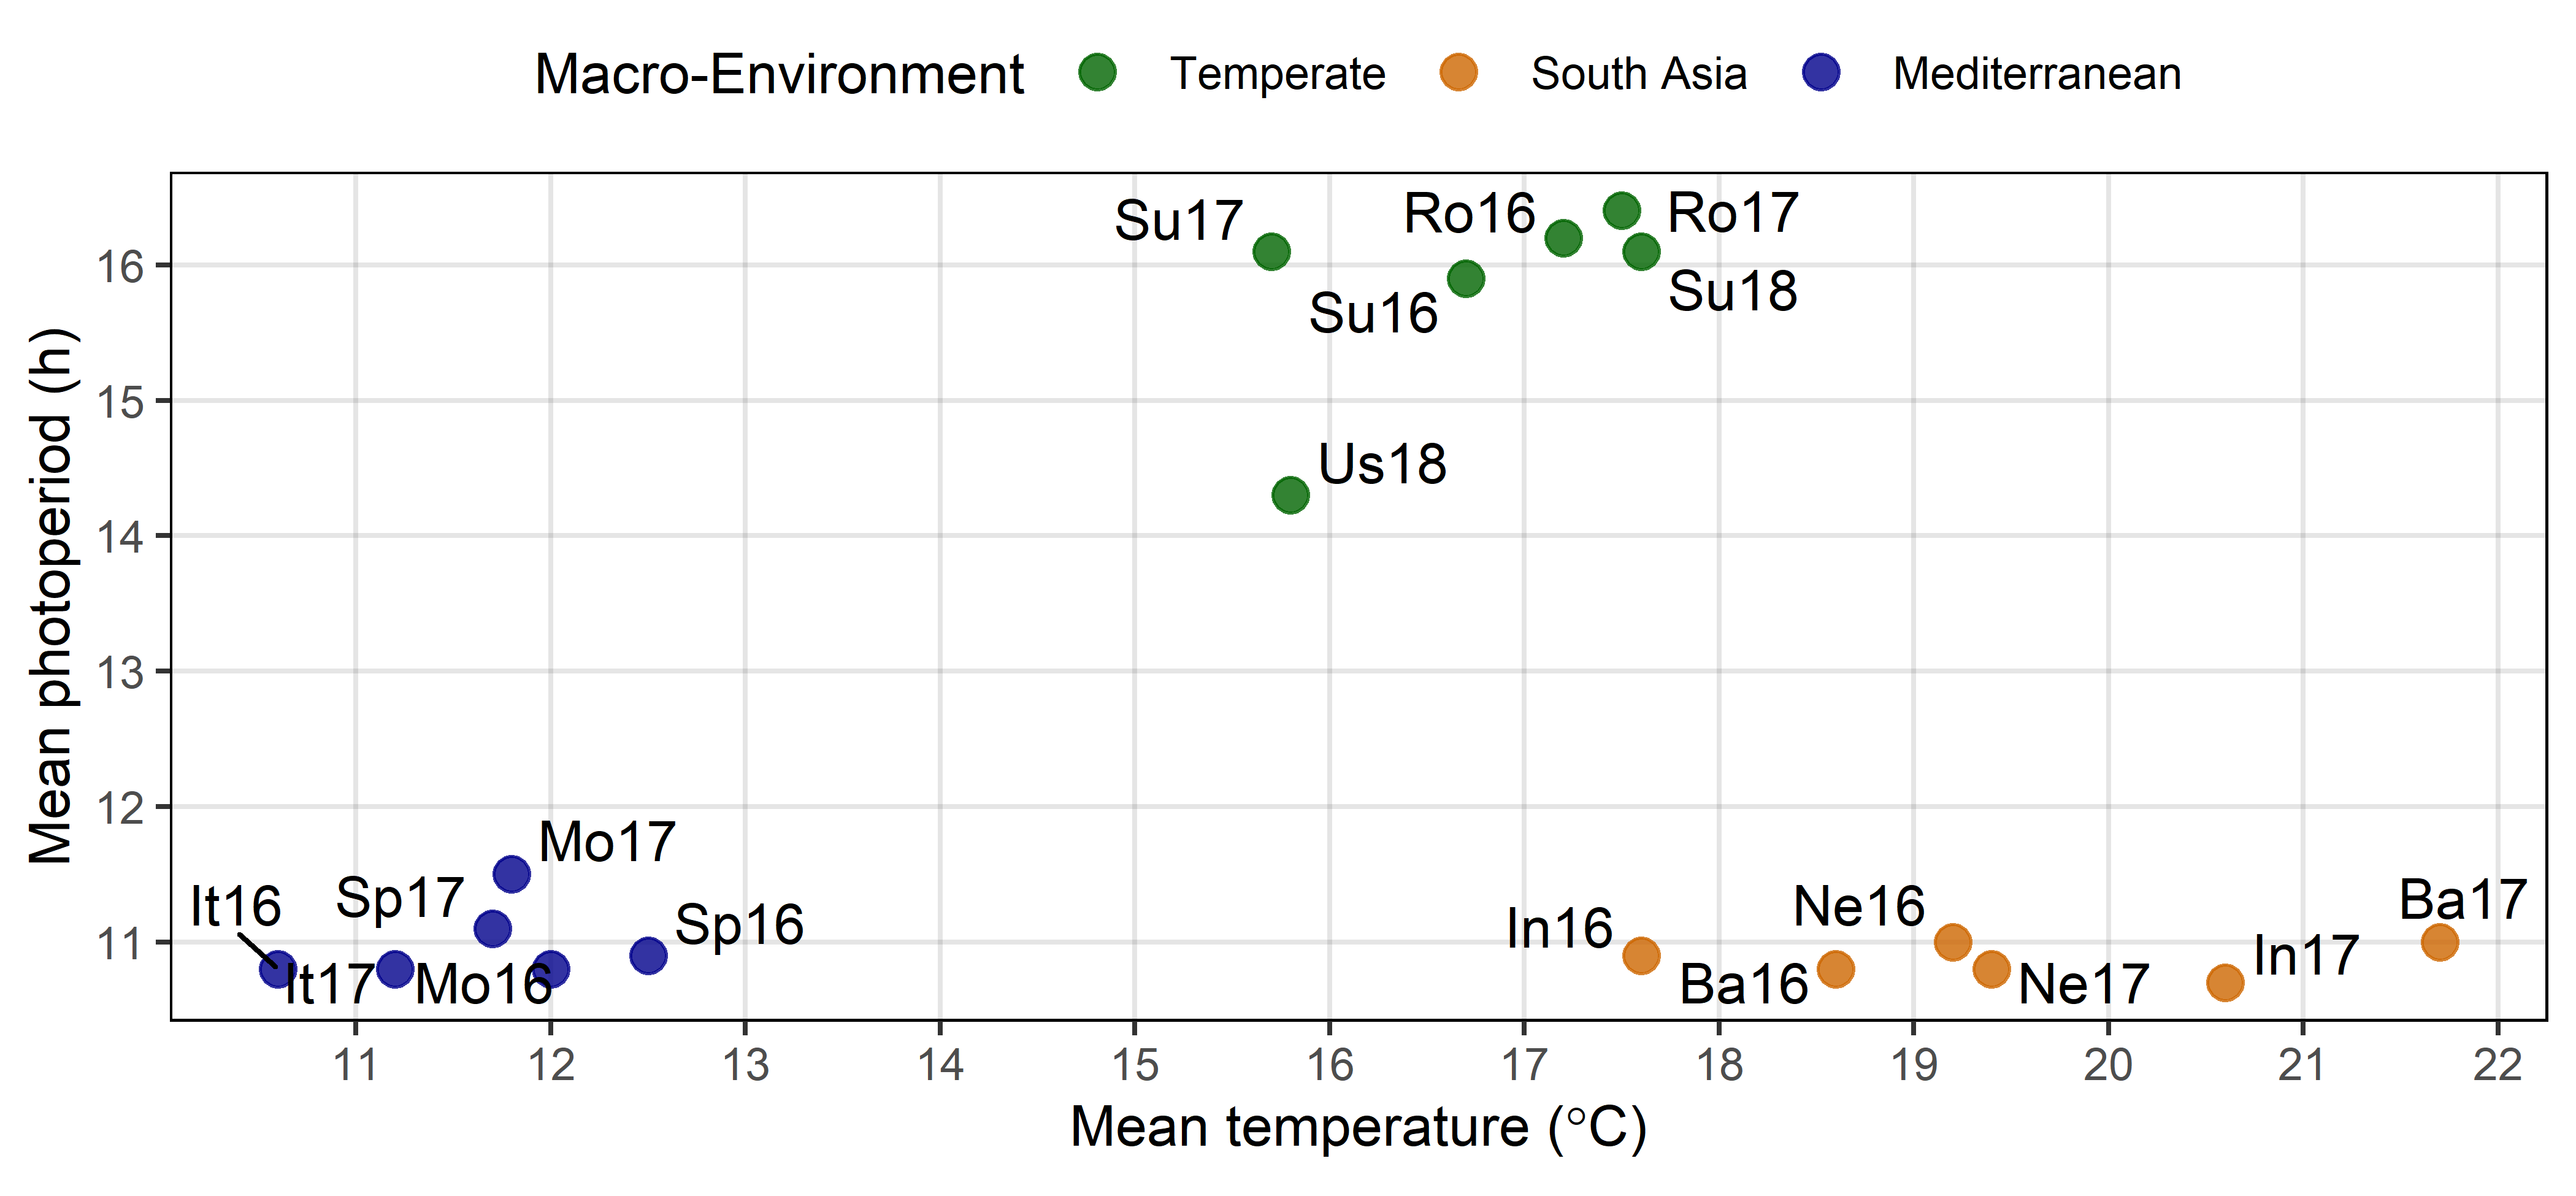 Macro-Environment Temperate South Asia Mediterranean
Mean photoperiod (h)
16
15
14
13
12
11
Su17
Ro16
Ro17
Su16
Su18
Us18
Mo17
Sp17
It16
Sp16
It17
Mo16
In16
Ne16
Ba17
Ba16
Ne17
In17
11 12 13 14 15 16 17 18 19 20 21 22
Mean temperature (°C)